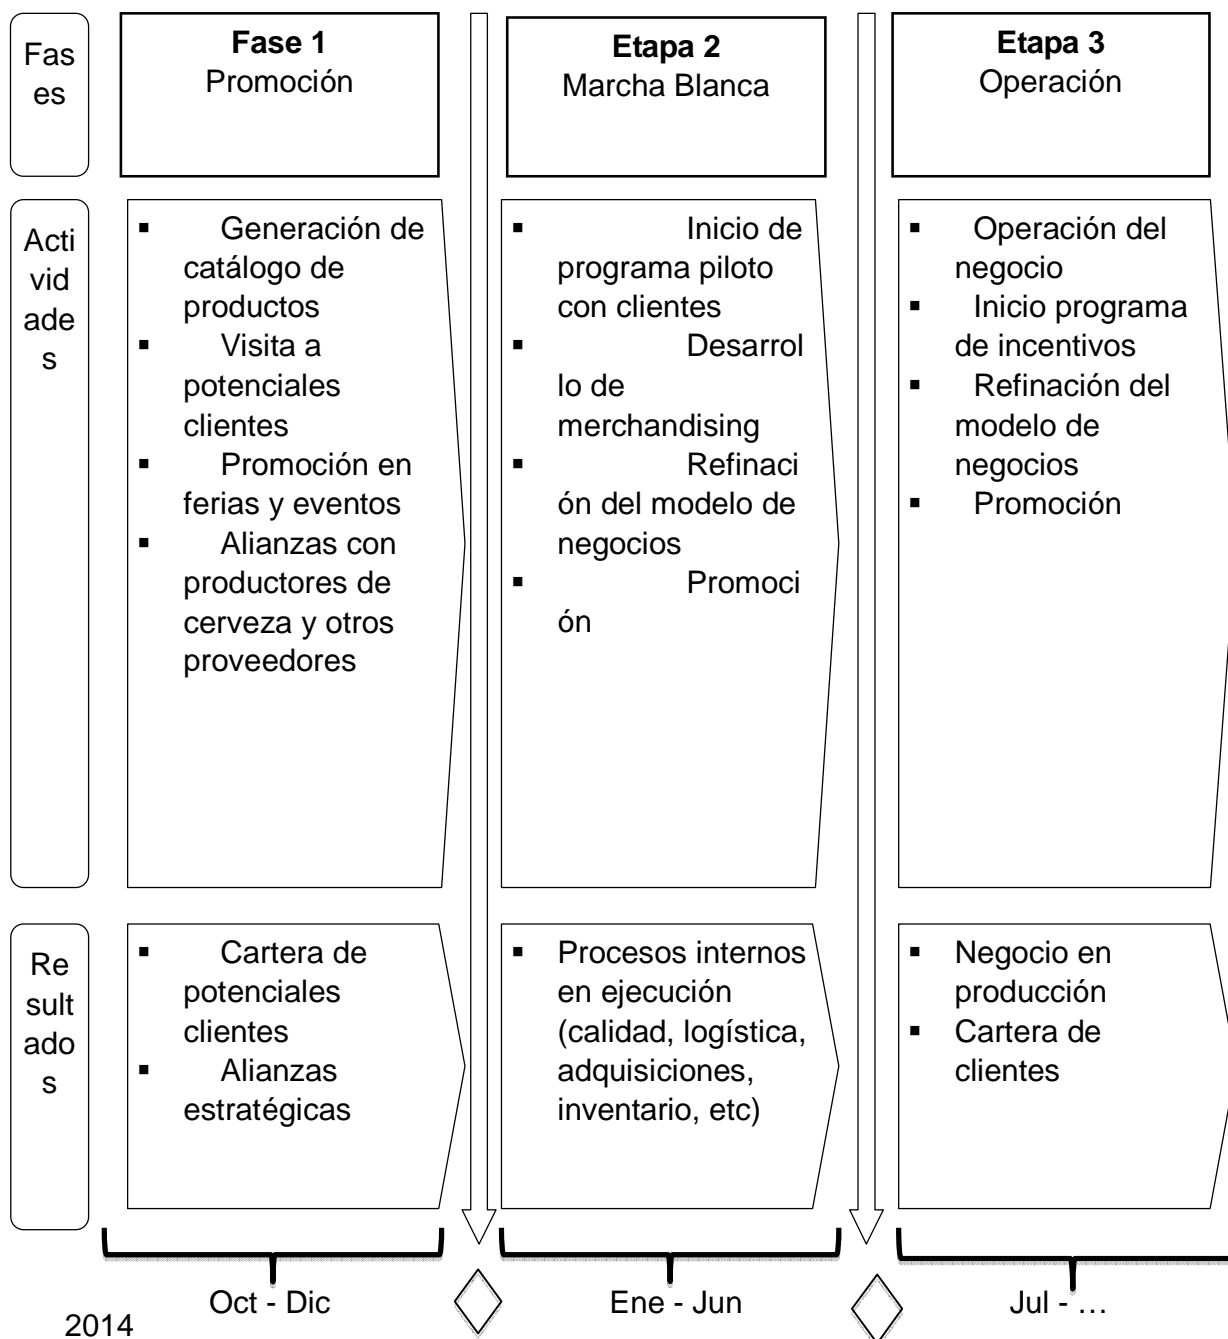 Fas
es
Fase 1
Promoción
Etapa 2
Marcha Blanca
Etapa 3
Operación
Acti
vid
ade
s
▪ Generación de
catálogo de
productos
▪ Visita a
potenciales
clientes
▪ Promoción en
ferias y eventos
▪ Alianzas con
productores de
cerveza y otros
proveedores
▪ Inicio de
programa piloto
con clientes
▪ Desarrol
lo de
merchandising
▪ Refinaci
ón del modelo de
negocios
▪ Promoci
ón
▪ Operación del
negocio
▪ Inicio programa
de incentivos
▪ Refinación del
modelo de
negocios
▪ Promoción
Re
sult
ado
s
▪ Cartera de
potenciales
clientes
▪ Alianzas
estratégicas
▪ Procesos internos
en ejecución
(calidad, logística,
adquisiciones,
inventario, etc)
▪ Negocio en
producción
▪ Cartera de
clientes
Oct - Dic
Ene - Jun
Jul - ...
2014